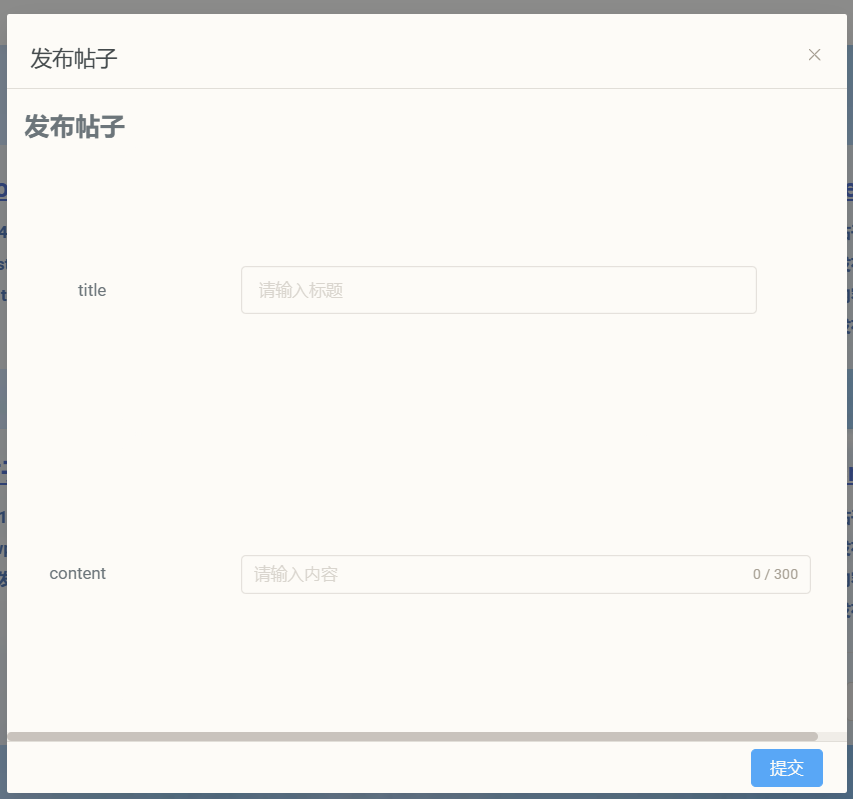 发布帖子
发布帖子
title
请输入标题
content
请输入内容
0 / 300
提交